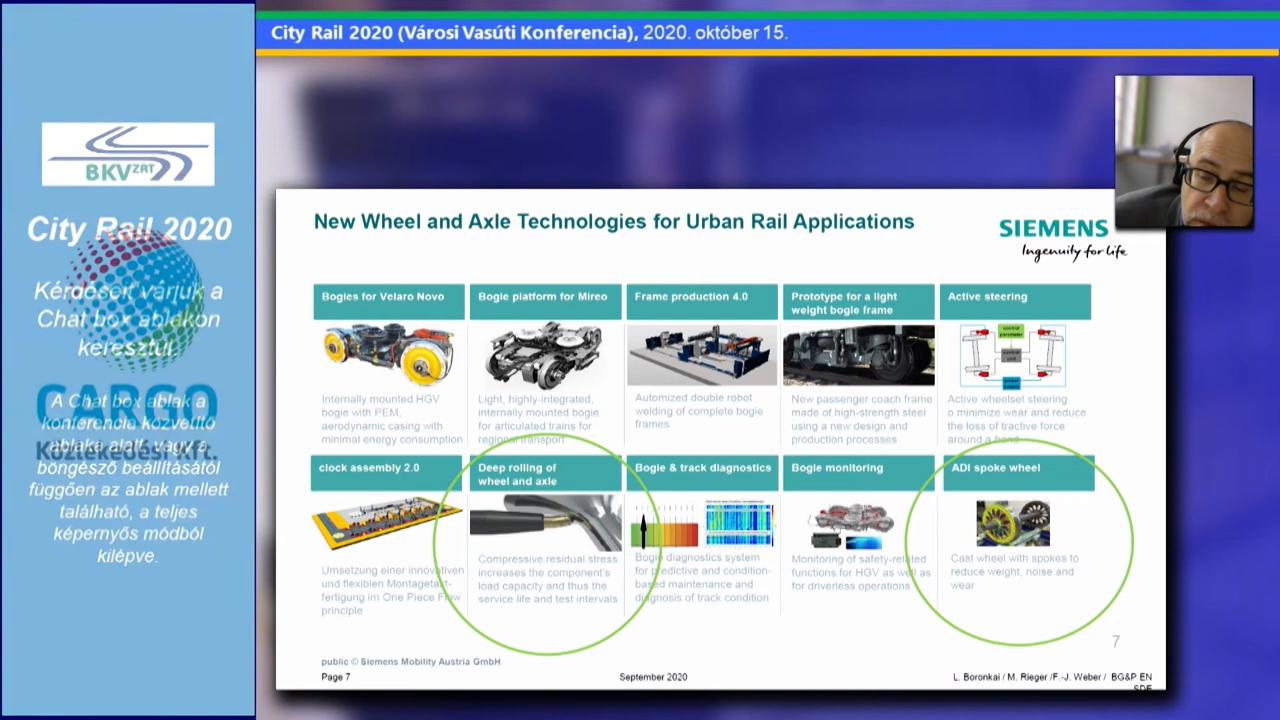 City Rail 2020 (Városi Vasúti Konferencia), 2020. október 15.
BKV ZRT
City Rail 2020
Kérdéseit várjuk a
Chat box ablakon
keresztül.
CARGO
Közlekedési Kft.
A Chat box ablak a
konferencia közvetítő
ablaka alatt, vagy a
böngésző beállításától
függően az ablak mellett
található, a teljes
képernyős módból
kilépve.
New Wheel and Axle Technologies for Urban Rail Applications
SIEMENS
Ingenuity for life
Bogies for Velaro Novo
Internally mounted HGV
bogie with PEM,
aerodynamic casing with
minimal energy consumption
Bogie platform for Mireo
Light, highly-integrated,
internally mounted bogie
for articulated trains for
regional transport
Frame production 4.0
Automized double robot
welding of complete bogie
frames
Prototype for a light
weight bogie frame
New passenger coach frame
made of high-strength steel
using a new design and
production processes
Active steering
control
unit
Active wheelset steering
o minimize wear and reduce
the loss of tractive force
around a bend
clock assembly 2.0
Umsetzung einer innovativen
und flexiblen Montagetakt-
fertigung im One Piece Flow
principle
Deep rolling of
wheel and axle
Compressive residual stress
increases the component's
load capacity and thus the
service life and test intervals
Bogie & track diagnostics
Bogie diagnostics system
for predictive and condition-
based maintenance and
diagnosis of track condition
Bogie monitoring
Monitoring of safety-related
functions for HGV as well as
for driverless operations
ADI spoke wheel
Cast wheel with spokes to
reduce weight, noise and
wear
7
public © Siemens Mobility Austria GmbH
Page 7
September 2020
L. Boronkai / M. Rieger /F.-J. Weber / BG&P EN
SDE